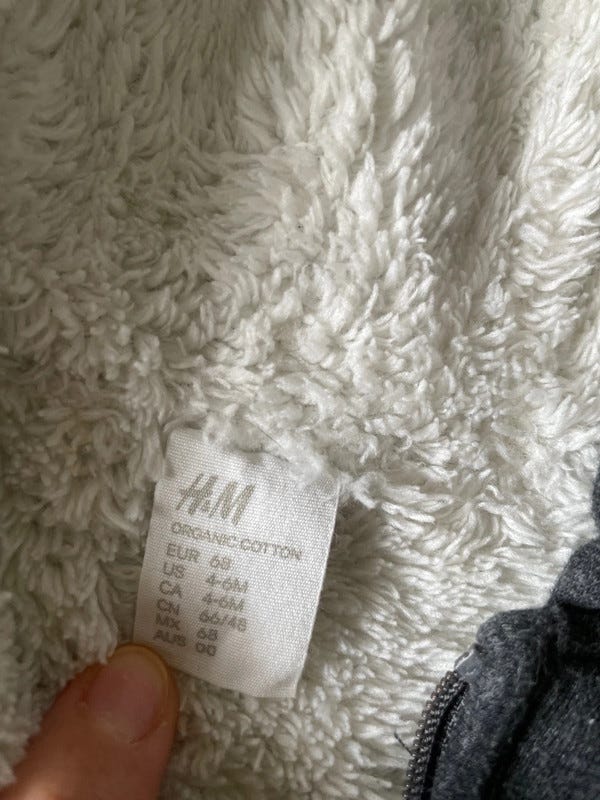 H&M
ORGANIC COTTON
EUR 68
US 4-6M
CA 4-6M
CN 66/48
MX 68
AUS 00